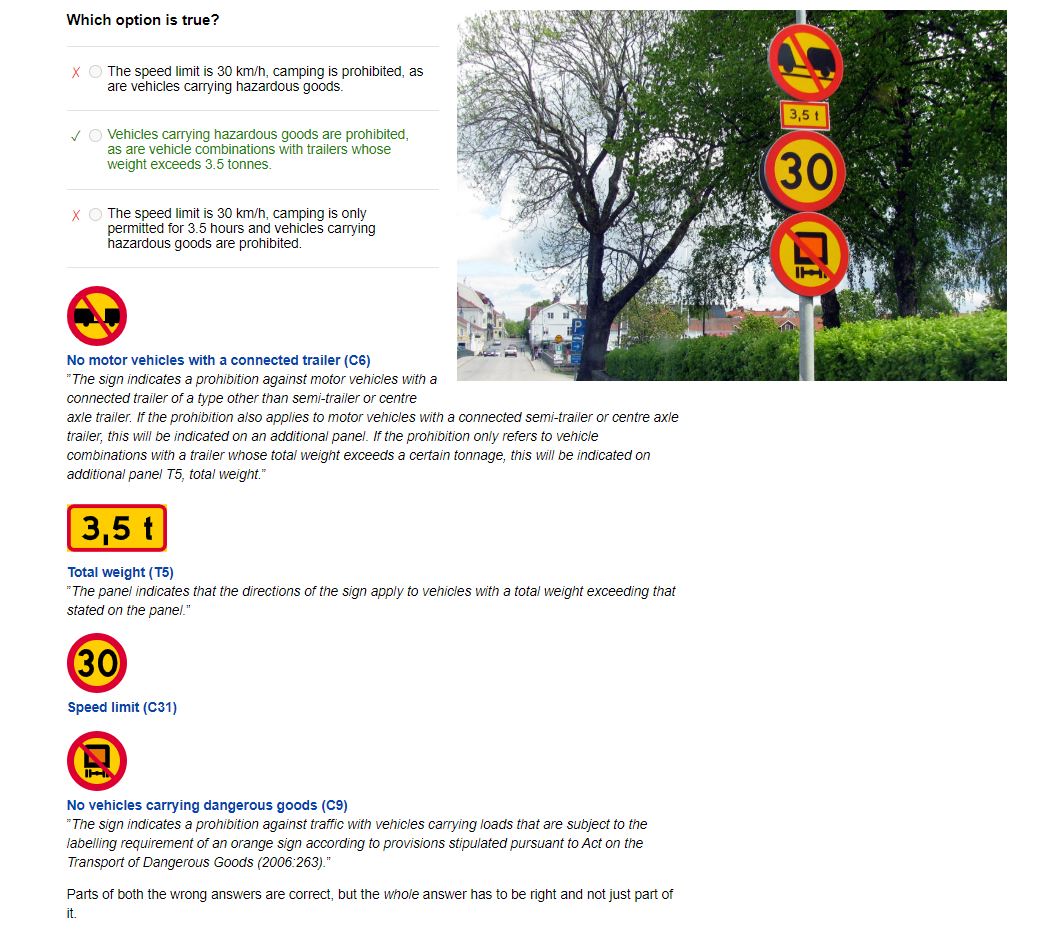 Which option is true?
The speed limit is 30 km/h, camping is prohibited, as
are vehicles carrying hazardous goods.
Vehicles carrying hazardous goods are prohibited,
as are vehicle combinations with trailers whose
weight exceeds 3.5 tonnes.
The speed limit is 30 km/h, camping is only
permitted for 3.5 hours and vehicles carrying
hazardous goods are prohibited.
3,5 t
30
P
No motor vehicles with a connected trailer (C6)
"The sign indicates a prohibition against motor vehicles with a
connected trailer of a type other than semi-trailer or centre
axle trailer. If the prohibition also applies to motor vehicles with a connected semi-trailer or centre axle
trailer, this will be indicated on an additional panel. If the prohibition only refers to vehicle
combinations with a trailer whose total weight exceeds a certain tonnage, this will be indicated on
additional panel T5, total weight."
3,5 t
Total weight (T5)
"The panel indicates that the directions of the sign apply to vehicles with a total weight exceeding that
stated on the panel."
30
Speed limit (C31)
No vehicles carrying dangerous goods (C9)
"The sign indicates a prohibition against traffic with vehicles carrying loads that are subject to the
labelling requirement of an orange sign according to provisions stipulated pursuant to Act on the
Transport of Dangerous Goods (2006:263)."
Parts of both the wrong answers are correct, but the whole answer has to be right and not just part of
it.